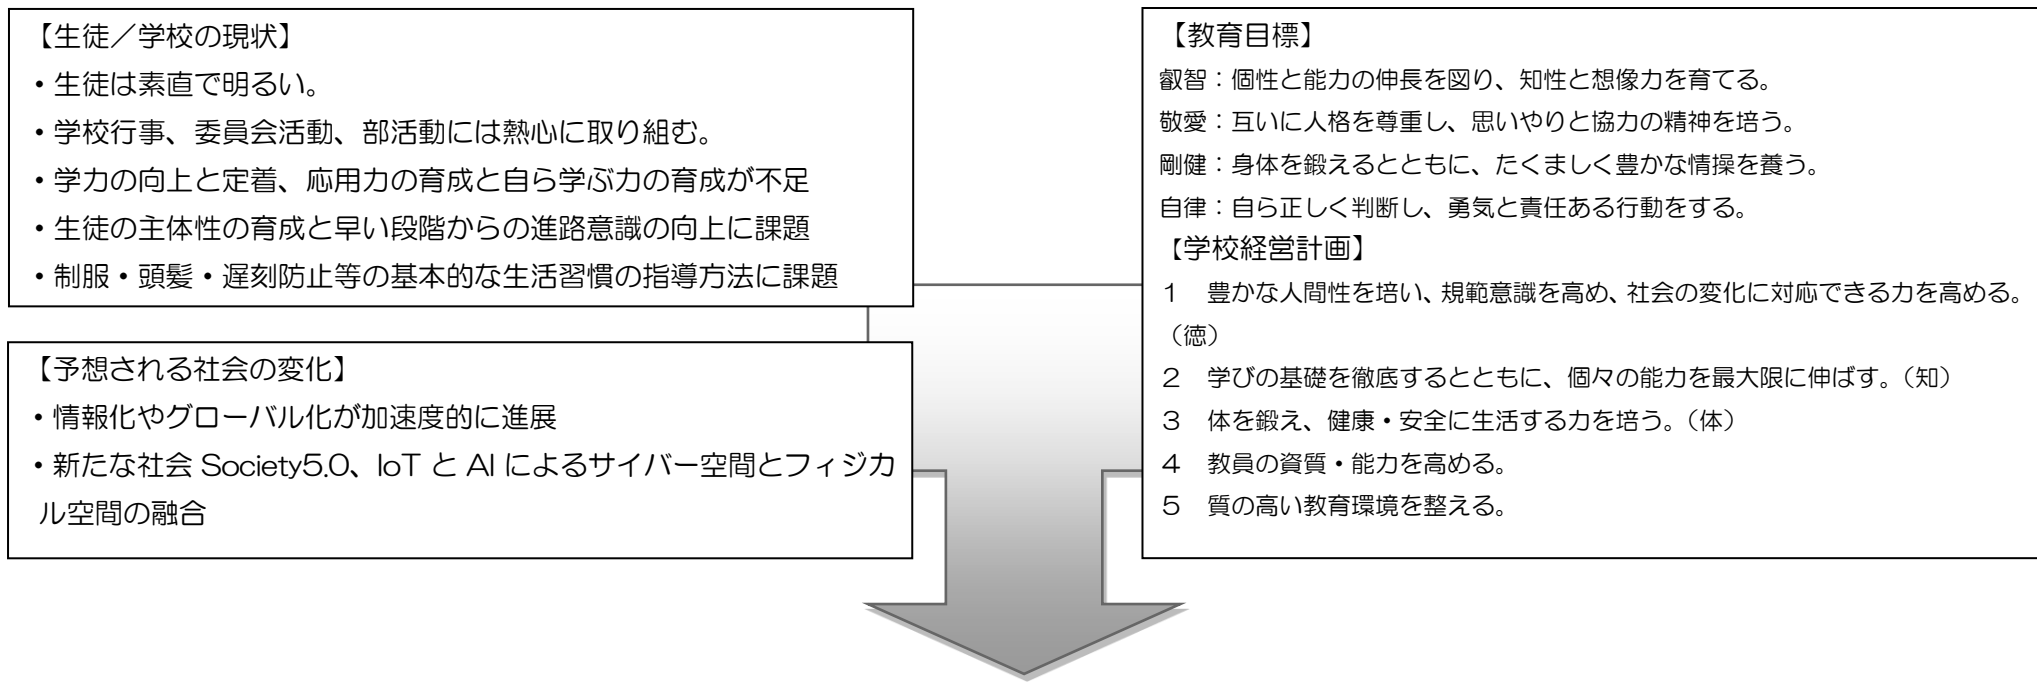 【生徒／学校の現状】
・生徒は素直で明るい。
・学校行事、委員会活動、部活動には熱心に取り組む。
・学力の向上と定着、応用力の育成と自ら学ぶ力の育成が不足
・生徒の主体性の育成と早い段階からの進路意識の向上に課題
・制服・頭髪・遅刻防止等の基本的な生活習慣の指導方法に課題
【予想される社会の変化】
・情報化やグローバル化が加速度的に進展
・新たな社会 Society5.0、IoT と AI によるサイバー空間とフィジカ
ル空間の融合
【教育目標】
叡智：個性と能力の伸長を図り、知性と想像力を育てる。
敬愛：互いに人格を尊重し、思いやりと協力の精神を培う。
剛健：身体を鍛えるとともに、たくましく豊かな情操を養う。
自律：自ら正しく判断し、勇気と責任ある行動をする。
【学校経営計画】
１　豊かな人間性を培い、規範意識を高め、社会の変化に対応できる力を高める。
（徳）
２　学びの基礎を徹底するとともに、個々の能力を最大限に伸ばす。（知）
３　体を鍛え、健康・安全に生活する力を培う。（体）
４　教員の資質・能力を高める。
５　質の高い教育環境を整える。